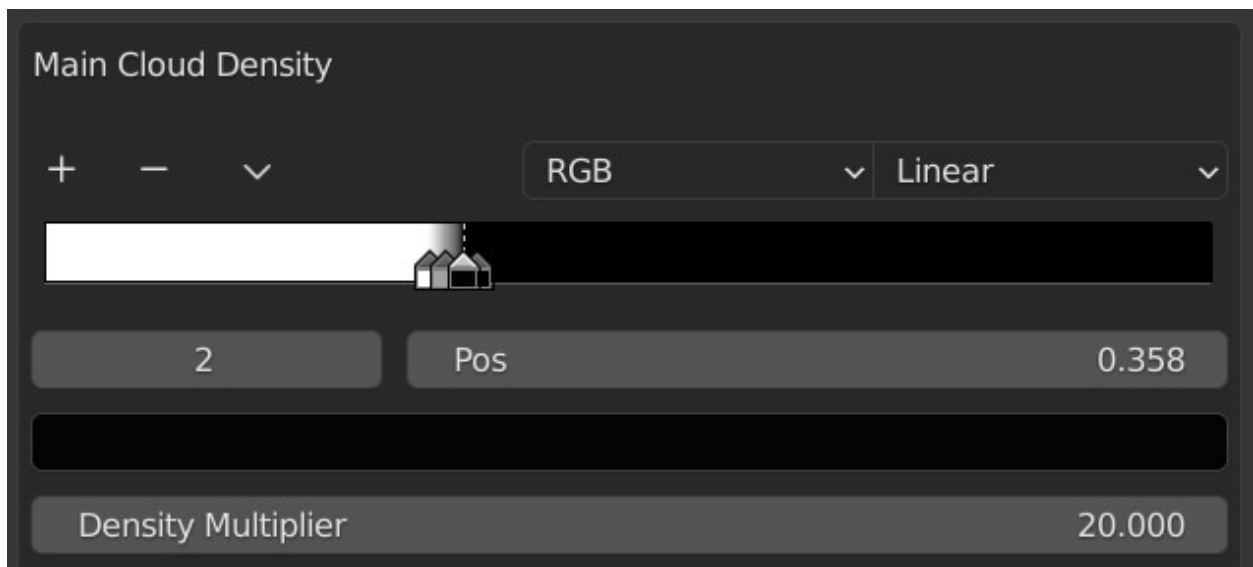 Main Cloud Density
+ − RGB Linear
2 Pos 0.358
Density Multiplier 20.000